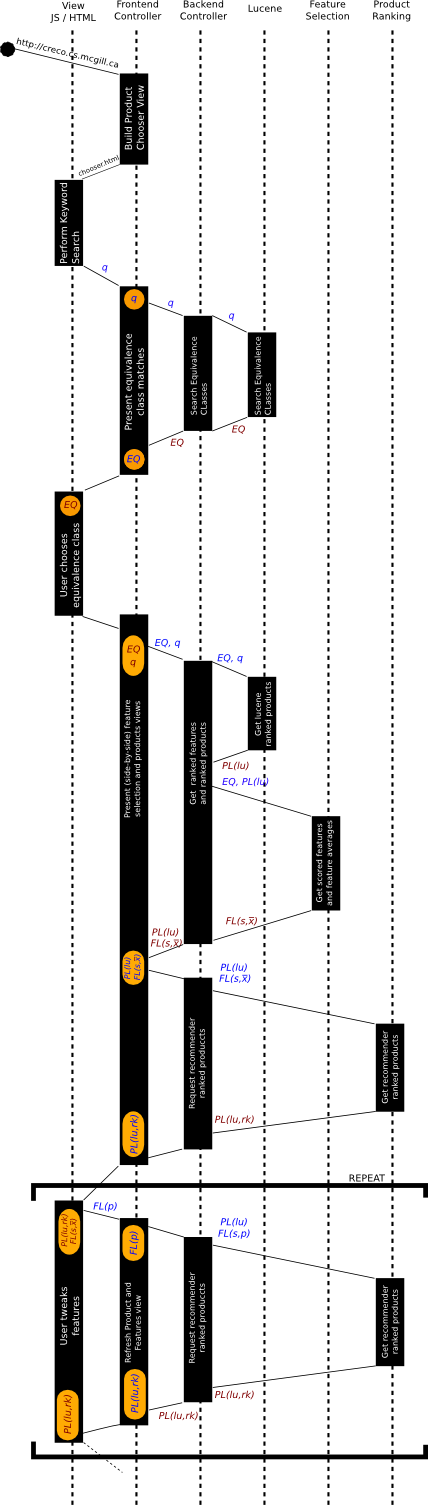 View
JS / HTML
Frontend
Controller
Backend
Controller
Lucene
Feature
Selection
Product
Ranking
http://creco.cs.mcgill.ca
Build Product
Chooser View
chooser.html
Perform Keyword
Search
q
q
q
q
Present equivalence
class matches
Search Equivalence
CLasses
Search Equivalence
CLasses
EQ
EQ
EQ
EQ
User chooses
equivalence class
EQ
q
EQ, q
EQ, q
Present (side-by-side) feature
selection and products views
Get  ranked features
and ranked products
Get lucene
ranked products
PL(lu)
EQ, PL(lu)
Get scored features
and feature averages
FL(s,x̅)
PL(lu)
FL(s,x̅)
PL(lu)
FL(s,x̅)
PL(lu)
FL(s,x̅)
Request recommender
ranked produccts
Get recommender
ranked products
PL(lu,rk)
PL(lu,rk)
REPEAT
FL(p)
PL(lu,rk)
FL(s,x̅)
FL(p)
PL(lu)
FL(s,p)
User tweaks
features
Refresh Product and
Features view
Request recommender
ranked produccts
Get recommender
ranked products
PL(lu,rk)
PL(lu,rk)
PL(lu,rk)
PL(lu,rk)